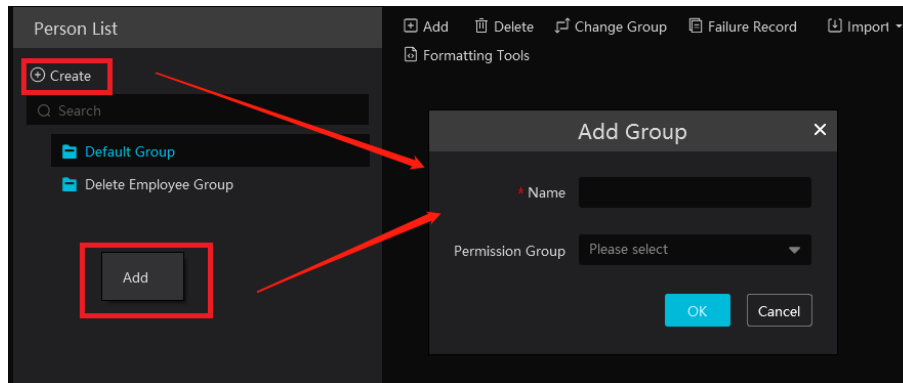 Person List
Create
Search
Default Group
Delete Employee Group
Add
Add Delete Change Group Failure Record Import
Formatting Tools
Add Group
* Name
Permission Group Please select
OK Cancel